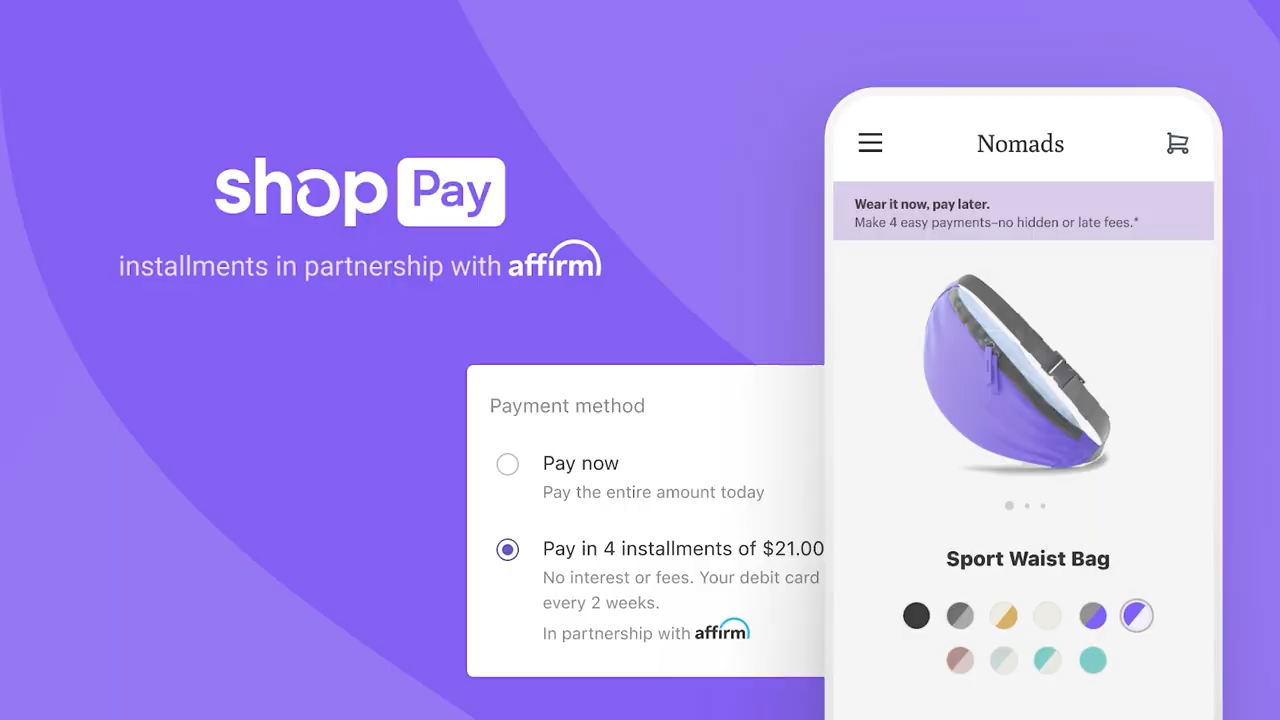 shop Pay
installments in partnership with affirm
Payment method
Pay now
Pay the entire amount today
Pay in 4 installments of $21.00
No interest or fees. Your debit card
every 2 weeks.
In partnership with affirm
Nomads
Wear it now, pay later.
Make 4 easy payments–no hidden or late fees.*
Sport Waist Bag